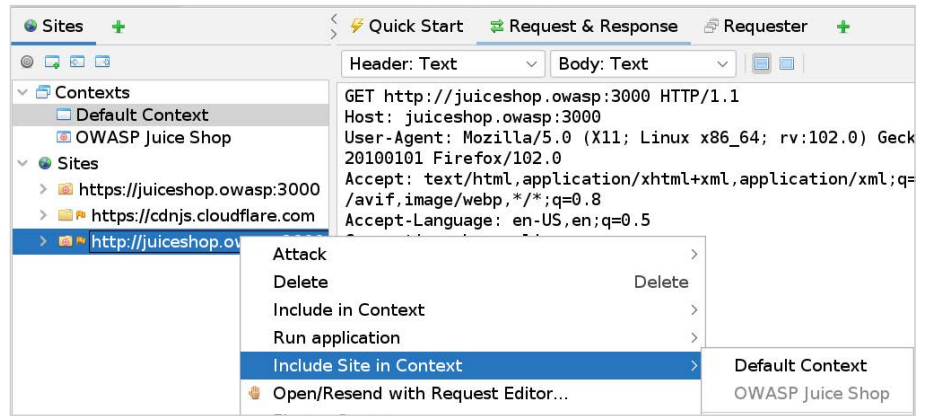 Sites
Quick Start
Request & Response
Requester
Header: Text
Body: Text
Contexts
Default Context
OWASP Juice Shop
Sites
https://juiceshop.owasp:3000
https://cdnjs.cloudflare.com
GET http://juiceshop.owasp:3000 HTTP/1.1
Host: juiceshop.owasp:3000
User-Agent: Mozilla/5.0 (X11; Linux x86_64; rv:102.0) Geck
20100101 Firefox/102.0
Accept: text/html,application/xhtml+xml,application/xml;q=
/avif,image/webp,*/*;q=0.8
Accept-Language: en-US,en;q=0.5
http://juiceshop.ow
Attack
Delete Delete
Include in Context
Run application
Include Site in Context
Default Context
Open/Resend with Request Editor...
OWASP Juice Shop